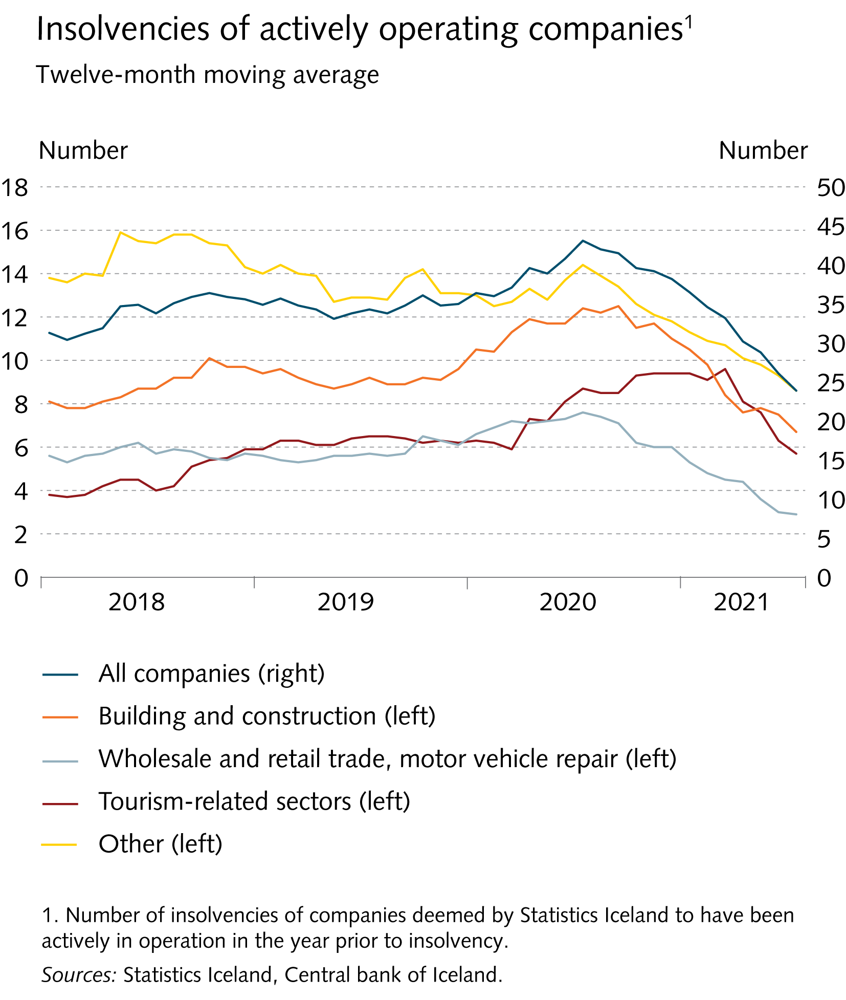 Insolvencies of actively operating companies¹
Twelve-month moving average
Number Number
18 50
16 45
14 40
12 35
10 30
8 25
6 20
4 15
2 10
0 5
0
2018 2019 2020 2021
All companies (right)
Building and construction (left)
Wholesale and retail trade, motor vehicle repair (left)
Tourism-related sectors (left)
Other (left)
1. Number of insolvencies of companies deemed by Statistics Iceland to have been
actively in operation in the year prior to insolvency.
Sources: Statistics Iceland, Central bank of Iceland.